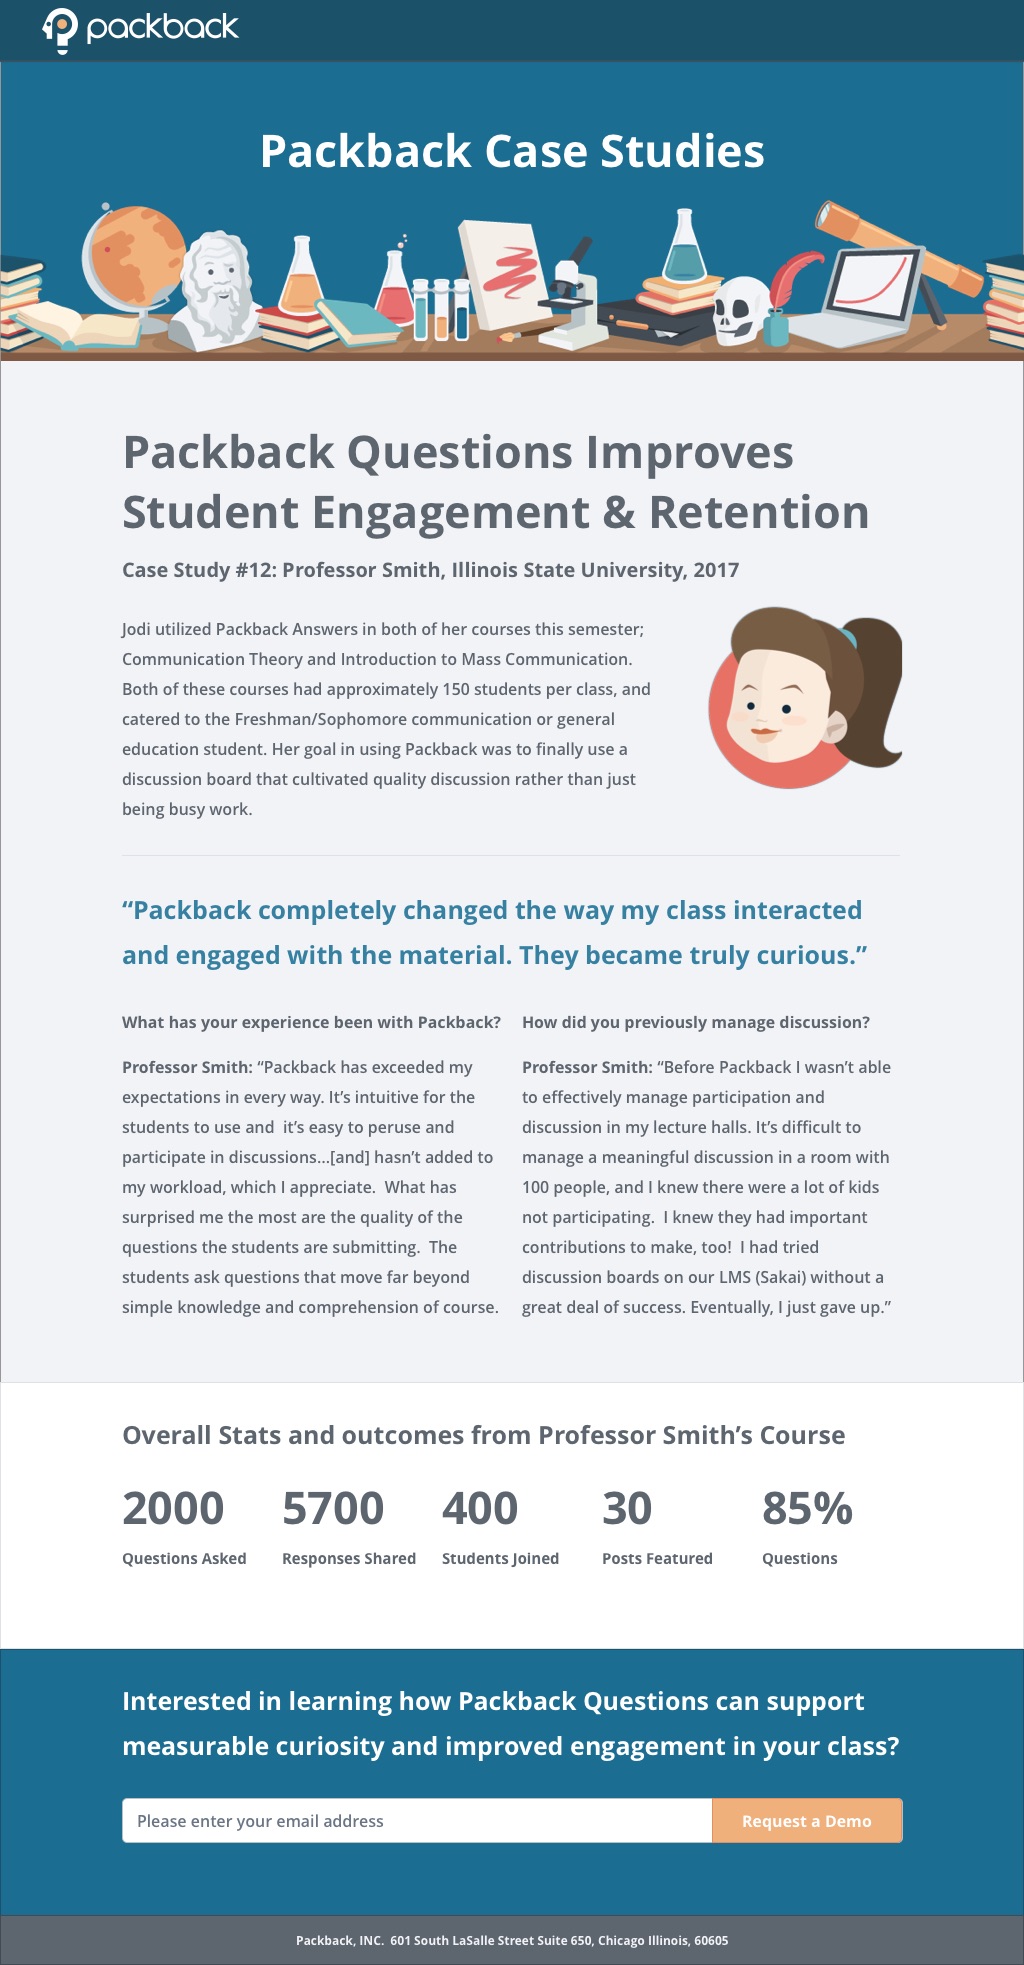 packback
Packback Case Studies
Packback Questions Improves
Student Engagement & Retention
Case Study #12: Professor Smith, Illinois State University, 2017
Jodi utilized Packback Answers in both of her courses this semester;
Communication Theory and Introduction to Mass Communication.
Both of these courses had approximately 150 students per class, and
catered to the Freshman/Sophomore communication or general
education student. Her goal in using Packback was to finally use a
discussion board that cultivated quality discussion rather than just
being busy work.
“Packback completely changed the way my class interacted
and engaged with the material. They became truly curious.”
What has your experience been with Packback?
Professor Smith: “Packback has exceeded my
expectations in every way. It’s intuitive for the
students to use and  it’s easy to peruse and
participate in discussions...[and] hasn’t added to
my workload, which I appreciate.  What has
surprised me the most are the quality of the
questions the students are submitting.  The
students ask questions that move far beyond
simple knowledge and comprehension of course.
How did you previously manage discussion?
Professor Smith: “Before Packback I wasn’t able
to effectively manage participation and
discussion in my lecture halls. It’s difficult to
manage a meaningful discussion in a room with
100 people, and I knew there were a lot of kids
not participating.  I knew they had important
contributions to make, too!  I had tried
discussion boards on our LMS (Sakai) without a
great deal of success. Eventually, I just gave up.”
Overall Stats and outcomes from Professor Smith’s Course
2000 5700 400 30 85%
Questions Asked Responses Shared Students Joined Posts Featured Questions
Interested in learning how Packback Questions can support
measurable curiosity and improved engagement in your class?
Please enter your email address Request a Demo
Packback, INC.  601 South LaSalle Street Suite 650, Chicago Illinois, 60605